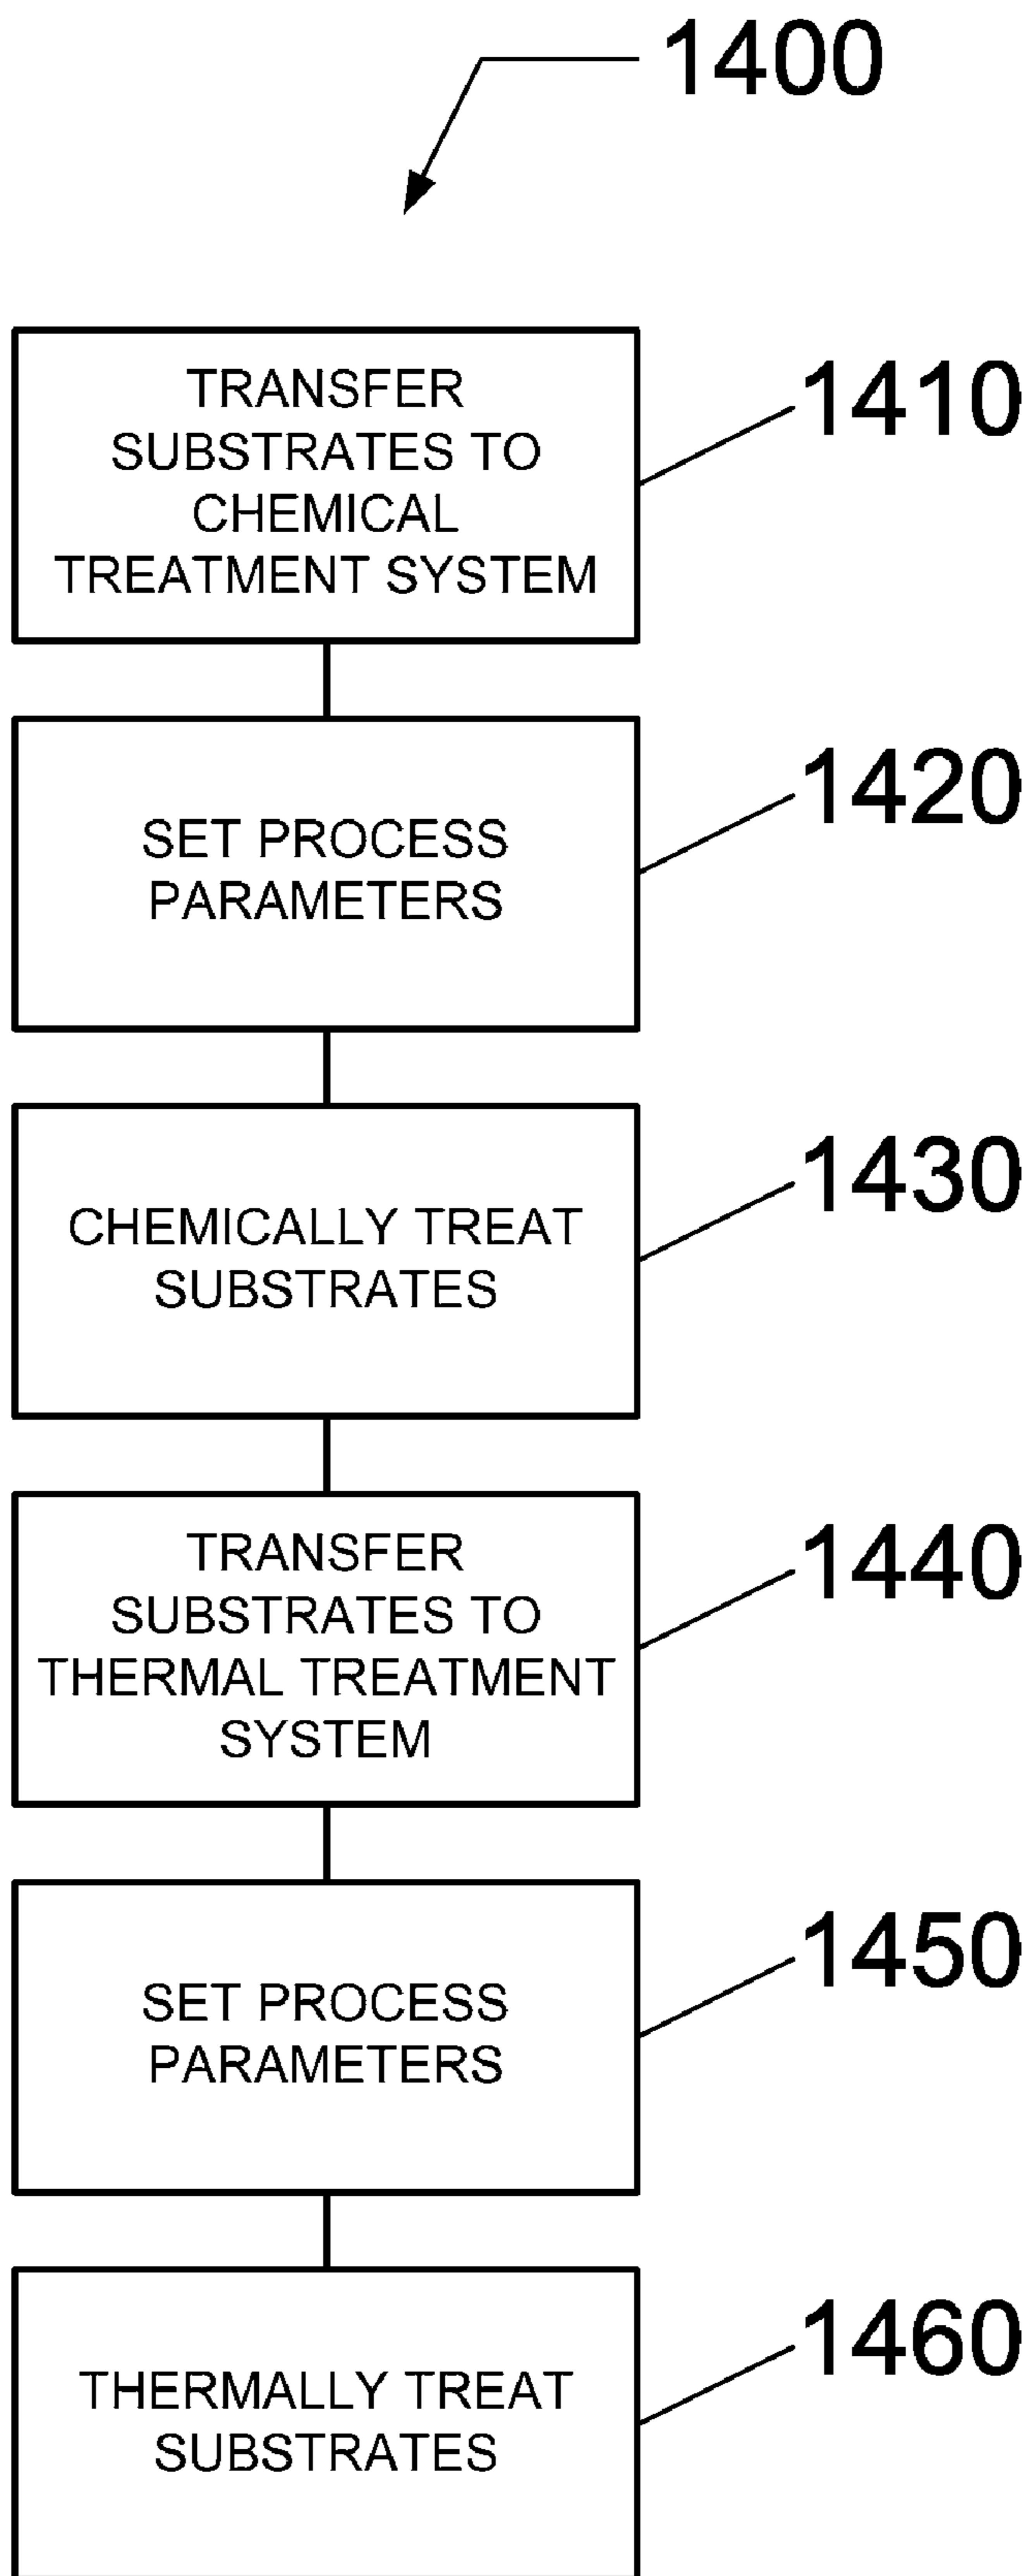 1400
TRANSFER
SUBSTRATES TO
CHEMICAL
TREATMENT SYSTEM
1410
SET PROCESS
PARAMETERS
1420
CHEMICALLY TREAT
SUBSTRATES
1430
TRANSFER
SUBSTRATES TO
THERMAL TREATMENT
SYSTEM
1440
SET PROCESS
PARAMETERS
1450
THERMALLY TREAT
SUBSTRATES
1460